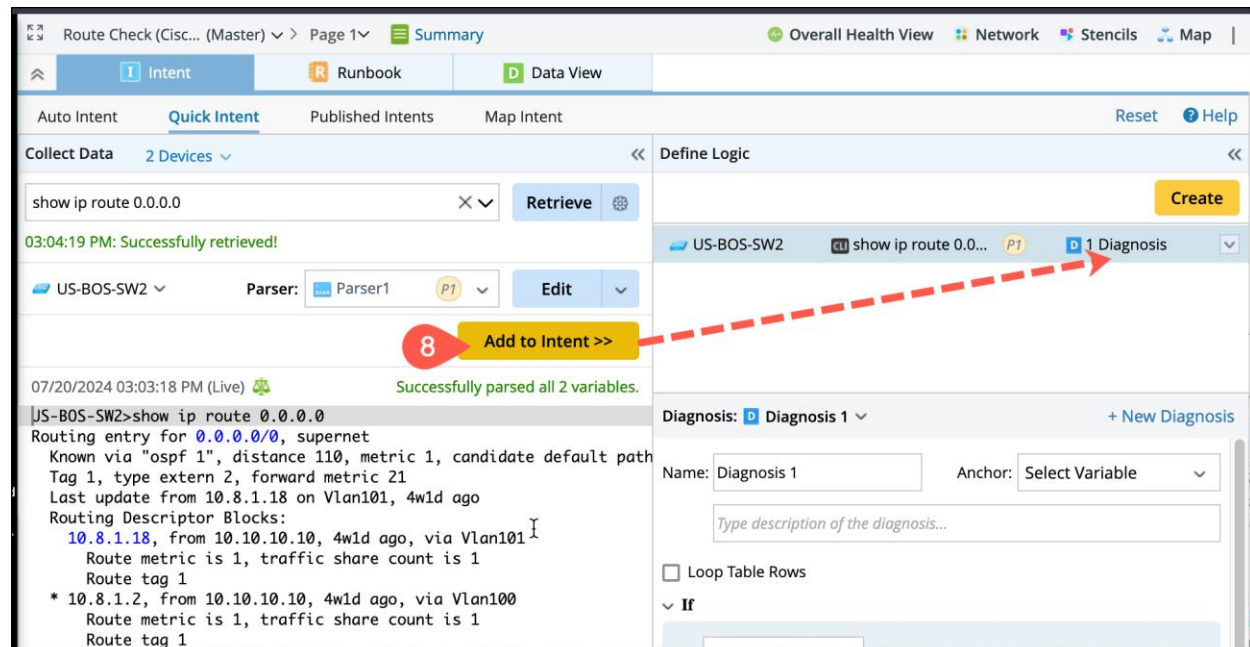 Route Check (Cisc... (Master) > Page 1 Summary Overall Health View Network Stencils Map |
I Intent R Runbook D Data View
Auto Intent Quick Intent Published Intents Map Intent Reset ? Help
Collect Data 2 Devices « Define Logic «
show ip route 0.0.0.0 Retrieve Create
03:04:19 PM: Successfully retrieved!
US-BOS-SW2 CLI show ip route 0.0... P1 D 1 Diagnosis
US-BOS-SW2 Parser: Parser1 P1 Edit
8 Add to Intent >>
07/20/2024 03:03:18 PM (Live) Successfully parsed all 2 variables.
US-BOS-SW2>show ip route 0.0.0.0
Routing entry for 0.0.0.0/0, supernet
Known via "ospf 1", distance 110, metric 1, candidate default path
Tag 1, type extern 2, forward metric 21
Last update from 10.8.1.18 on Vlan101, 4w1d ago
Routing Descriptor Blocks:
10.8.1.18, from 10.10.10.10, 4w1d ago, via Vlan101
Route metric is 1, traffic share count is 1
Route tag 1
* 10.8.1.2, from 10.10.10.10, 4w1d ago, via Vlan100
Route metric is 1, traffic share count is 1
Route tag 1
Diagnosis: D Diagnosis 1 + New Diagnosis
Name: Diagnosis 1 Anchor: Select Variable
Type description of the diagnosis...
Loop Table Rows
If